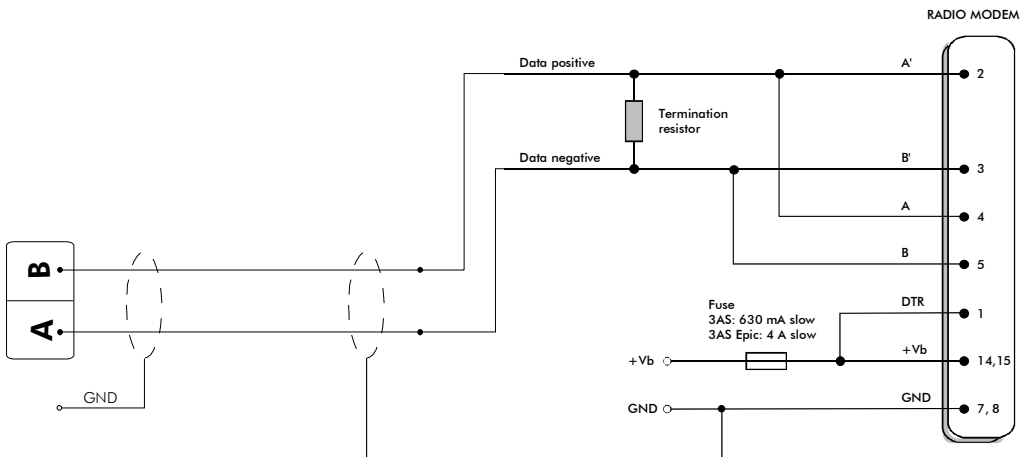 RADIO MODEM
Data positive
A'
2
Termination
resistor
Data negative
B'
3
A
4
B
B
5
A
Fuse
3AS: 630 mA slow
3AS Epic: 4 A slow
DTR
1
+Vb
+Vb
14,15
GND
GND
GND
7, 8